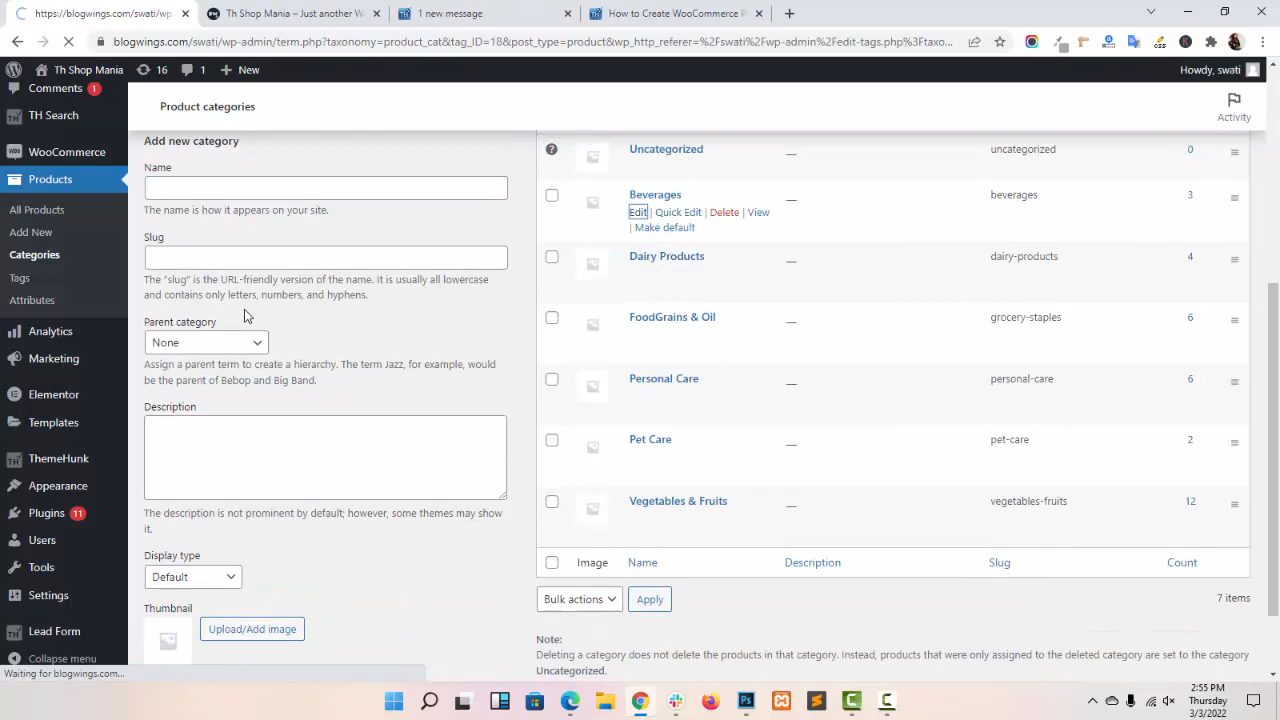 https://blogwings.com/swati/wp-a
Th Shop Mania – Just another W
1 new message
How to Create WooCommerce Pr
blogwings.com/swati/wp-admin/term.php?taxonomy=product_cat&tag_ID=18&post_type=product&wp_http_referer=%2Fswati%2Fwp-admin%2Fedit-tags.php%3Ftaxo...
Th Shop Mania 16 1 New
Howdy, swati
Comments 1
TH Search
WooCommerce
Products
All Products
Add New
Categories
Tags
Attributes
Analytics
Marketing
Elementor
Templates
ThemeHunk
Appearance
Plugins 11
Users
Tools
Settings
Lead Form
Collapse menu
Product categories
Activity
Add new category
Name
The name is how it appears on your site.
Slug
The “slug” is the URL-friendly version of the name. It is usually all lowercase
and contains only letters, numbers, and hyphens.
Parent category
None
Assign a parent term to create a hierarchy. The term Jazz, for example, would
be the parent of Bebop and Big Band.
Description
The description is not prominent by default; however, some themes may show
it.
Display type
Default
Thumbnail
Upload/Add image
Uncategorized — uncategorized 0
Beverages — beverages 3
Edit | Quick Edit | Delete | View
| Make default
Dairy Products — dairy-products 4
FoodGrains & Oil — grocery-staples 6
Personal Care — personal-care 6
Pet Care — pet-care 2
Vegetables & Fruits — vegetables-fruits 12
Image Name Description Slug Count
Bulk actions Apply 7 items
Note:
Deleting a category does not delete the products in that category. Instead, products that were only assigned to the deleted category are set to the category
Uncategorized.
Waiting for blogwings.com...
2:55 PM
Thursday
3/3/2022